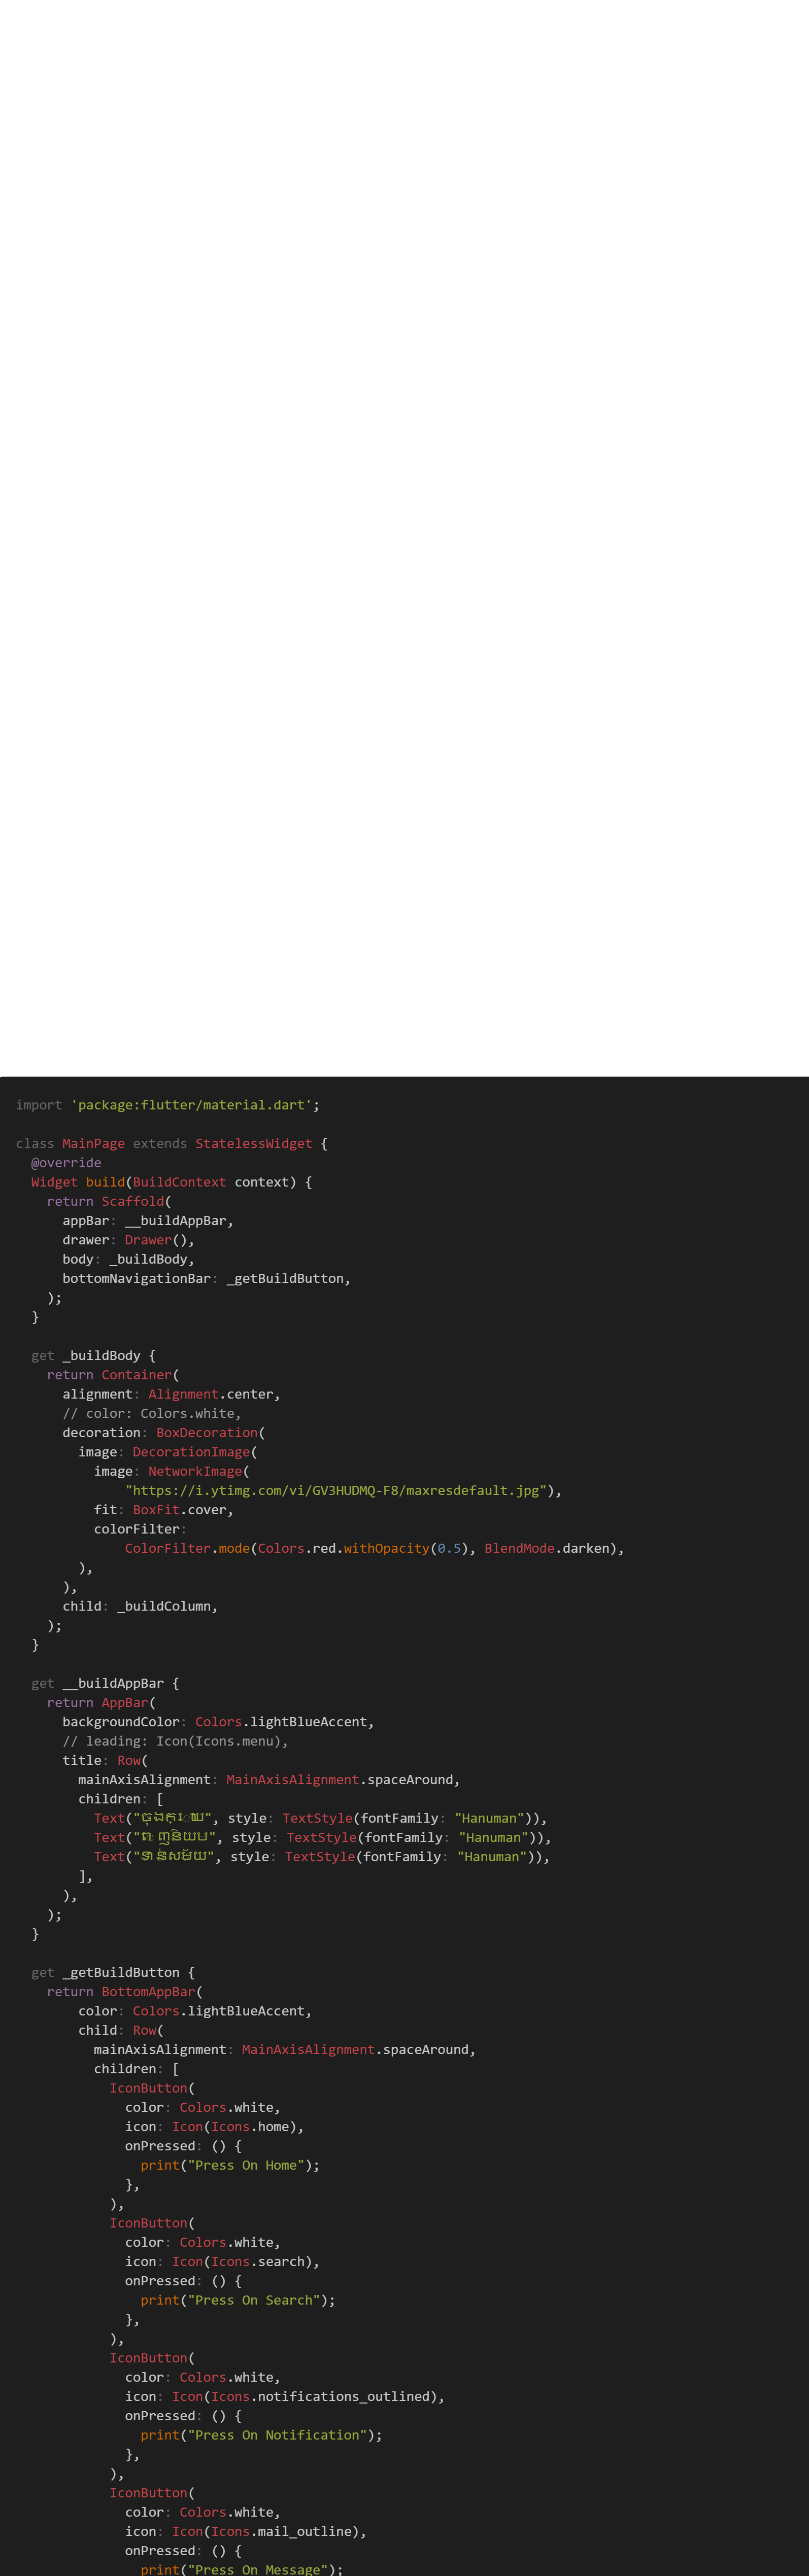 import 'package:flutter/material.dart';
class MainPage extends StatelessWidget {
@override
Widget build(BuildContext context) {
return Scaffold(
appBar: __buildAppBar,
drawer: Drawer(),
body: _buildBody,
bottomNavigationBar: _getBuildButton,
);
}
get _buildBody {
return Container(
alignment: Alignment.center,
// color: Colors.white,
decoration: BoxDecoration(
image: DecorationImage(
image: NetworkImage(
"https://i.ytimg.com/vi/GV3HUDMQ-F8/maxresdefault.jpg"),
fit: BoxFit.cover,
colorFilter:
ColorFilter.mode(Colors.red.withOpacity(0.5), BlendMode.darken),
),
),
child: _buildColumn,
);
}
get __buildAppBar {
return AppBar(
backgroundColor: Colors.lightBlueAccent,
// leading: Icon(Icons.menu),
title: Row(
mainAxisAlignment: MainAxisAlignment.spaceAround,
children: [
Text("ចុងក្រោយ", style: TextStyle(fontFamily: "Hanuman")),
Text("ពេញនិយម", style: TextStyle(fontFamily: "Hanuman")),
Text("ទាន់សម័យ", style: TextStyle(fontFamily: "Hanuman")),
],
),
);
}
get _getBuildButton {
return BottomAppBar(
color: Colors.lightBlueAccent,
child: Row(
mainAxisAlignment: MainAxisAlignment.spaceAround,
children: [
IconButton(
color: Colors.white,
icon: Icon(Icons.home),
onPressed: () {
print("Press On Home");
},
),
IconButton(
color: Colors.white,
icon: Icon(Icons.search),
onPressed: () {
print("Press On Search");
},
),
IconButton(
color: Colors.white,
icon: Icon(Icons.notifications_outlined),
onPressed: () {
print("Press On Notification");
},
),
IconButton(
color: Colors.white,
icon: Icon(Icons.mail_outline),
onPressed: () {
print("Press On Message");